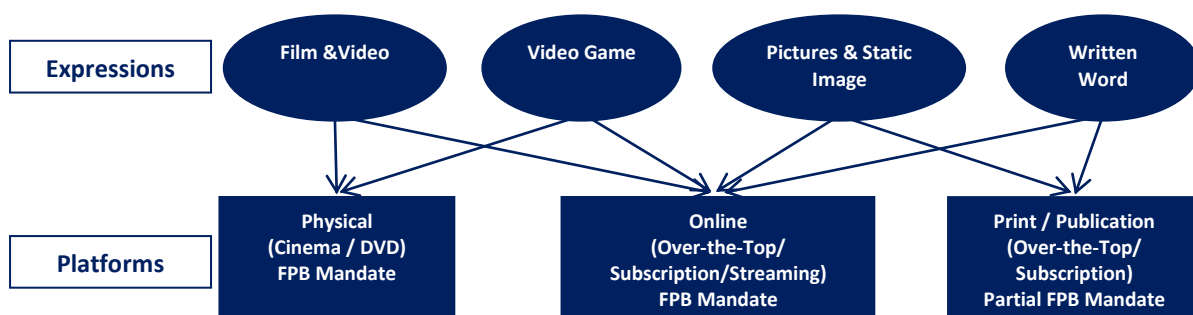 Expressions
Film &Video
Video Game
Pictures & Static
Image
Written
Word
Platforms
Physical
(Cinema / DVD)
FPB Mandate
Online
(Over-the-Top/
Subscription/Streaming)
FPB Mandate
Print / Publication
(Over-the-Top/
Subscription)
Partial FPB Mandate